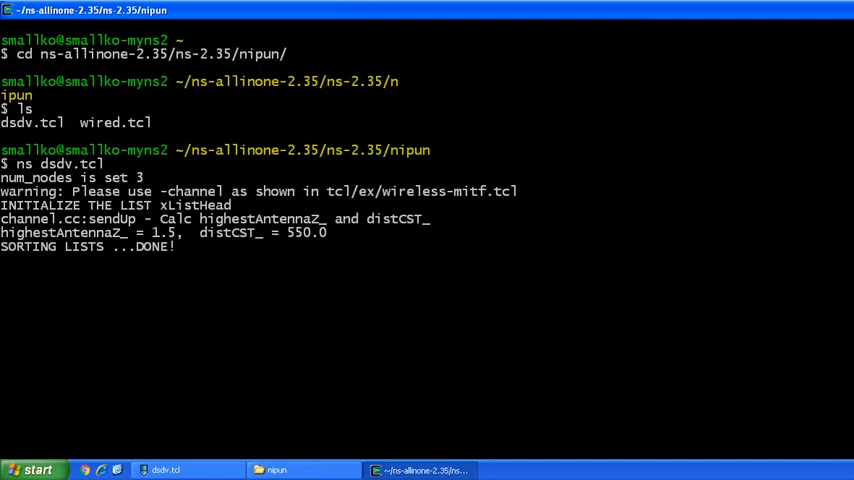 ~/ns-allinone-2.35/ns-2.35/nipun
smallko@smallko-myns2 ~
$ cd ns-allinone-2.35/ns-2.35/nipun/
smallko@smallko-myns2 ~/ns-allinone-2.35/ns-2.35/n
ipun
$ ls
dsdv.tcl  wired.tcl
smallko@smallko-myns2 ~/ns-allinone-2.35/ns-2.35/nipun
$ ns dsdv.tcl
num_nodes is set 3
warning: Please use -channel as shown in tcl/ex/wireless-mitf.tcl
INITIALIZE THE LIST xListHead
channel.cc:sendUp - Calc highestAntennaZ_ and distCST_
highestAntennaZ_ = 1.5,  distCST_ = 550.0
SORTING LISTS ...DONE!
start
dsdv.tcl
nipun
~/ns-allinone-2.35/ns...